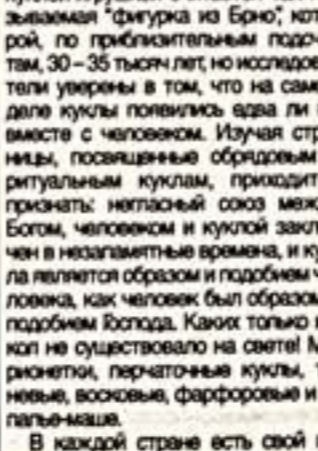 зываемая "фигурка из Брно", кот
рой, по приблизительным подсч
там, 30–35 тысяч лет, но исследов
тели уверены в том, что на само
деле куклы появились едва ли
вместе с человеком. Изучая стр
ницы, посвященные обрядовым
ритуальным куклам, приходит
признать: негласный союз меж
Богом, человеком и куклой закл
чен в незапамятные времена, и ку
ла является образом и подобием ч
ловека, как человек был образом
подобием Господа. Каких только
кол не существовало на свете! М
рионетки, перчаточные куклы, т
невые, восковые, фарфоровые и
папье-маше.
В каждой стране есть свой